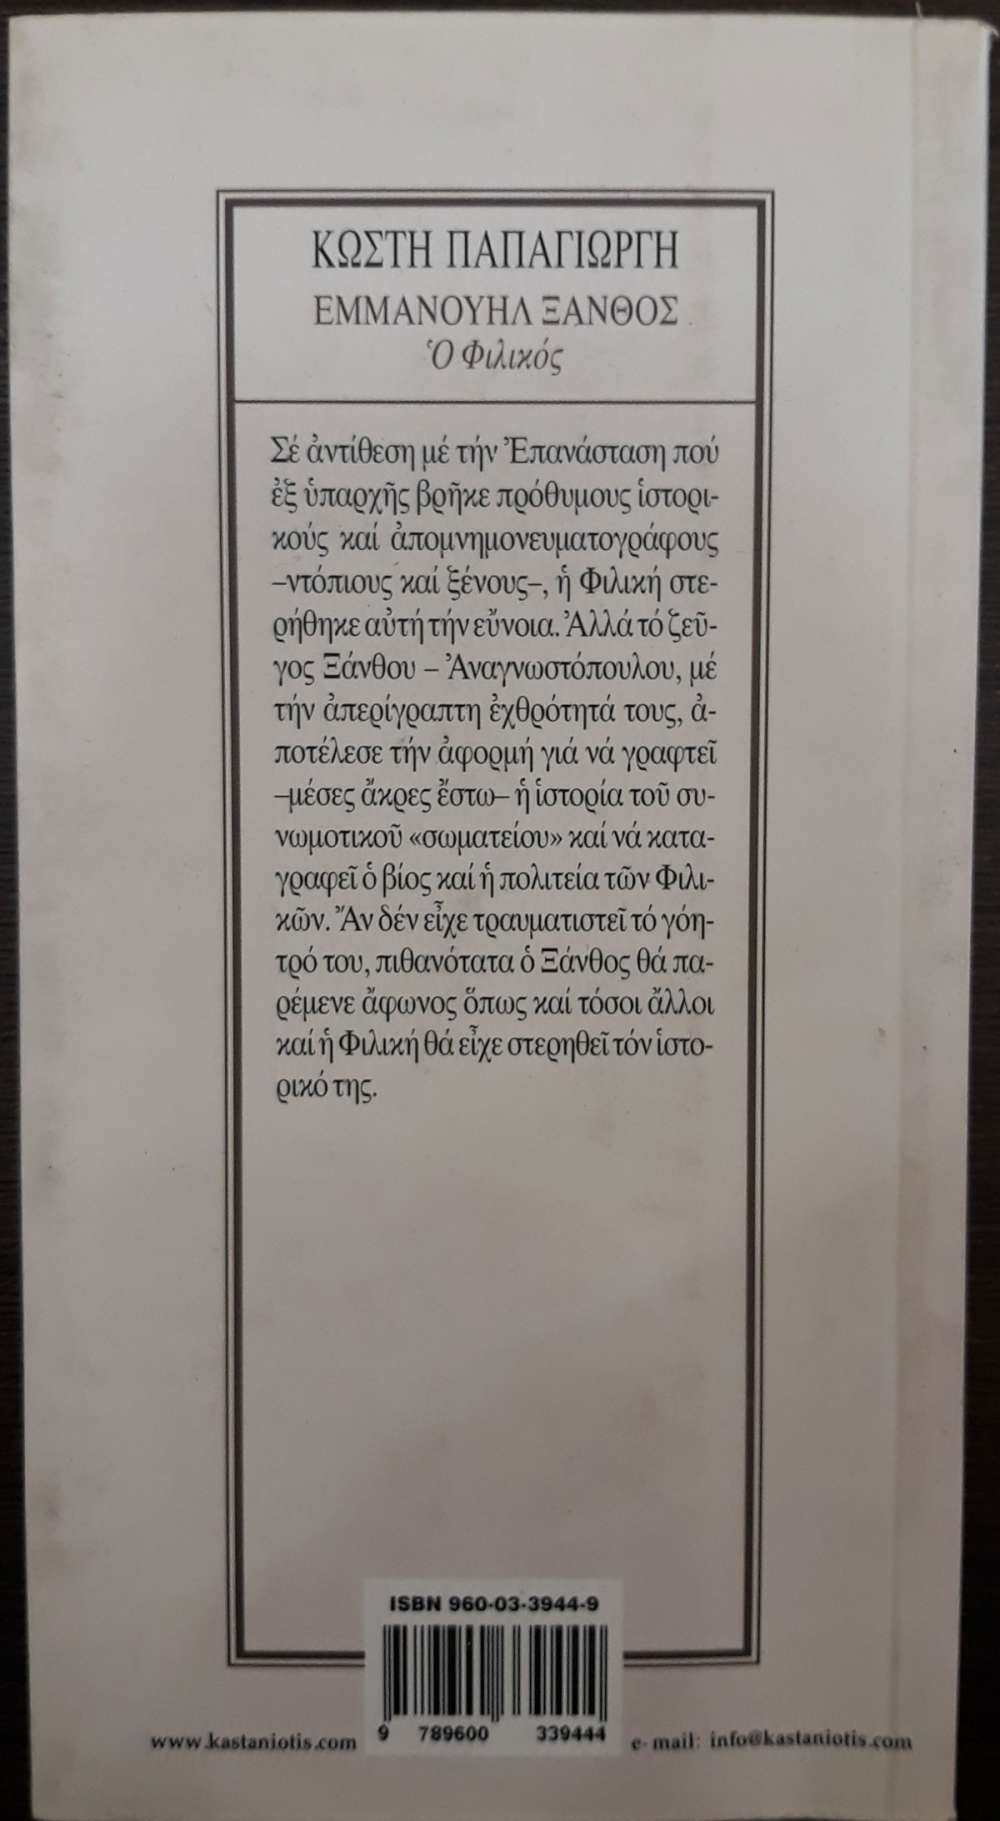 ΚΩΣΤΗ ΠΑΠΑΓΙΩΡΓΗ
ΕΜΜΑΝΟΥΗΛ ΞΑΝΘΟΣ
Ὁ Φιλικός
Σέ ἀντίθεση μέ τήν Ἐπανάσταση πού
ἐξ ὑπαρχῆς βρῆκε πρόθυμους ἱστορι-
κούς καί ἀπομνημονευματογράφους
–ντόπιους καί ξένους–, ἡ Φιλική στε-
ρήθηκε αὐτή τήν εὔνοια. Ἀλλά τό ζεῦ-
γος Ξάνθου – Ἀναγνωστόπουλου, μέ
τήν ἀπερίγραπτη ἐχθρότητά τους, ἀ-
ποτέλεσε τήν ἀφορμή γιά νά γραφτεῖ
–μέσες ἄκρες ἔστω– ἡ ἱστορία τοῦ συ-
νωμοτικοῦ «σωματείου» καί νά κατα-
γραφεῖ ὁ βίος καί ἡ πολιτεία τῶν Φιλι-
κῶν. Ἄν δέν εἶχε τραυματιστεῖ τό γόη-
τρό του, πιθανότατα ὁ Ξάνθος θά πα-
ρέμενε ἄφωνος ὅπως καί τόσοι ἄλλοι
καί ἡ Φιλική θά εἶχε στερηθεῖ τόν ἱστο-
ρικό της.
ISBN 960-03-3944-9
9 789600 339444
www.kastaniotis.com
e-mail: info@kastaniotis.com